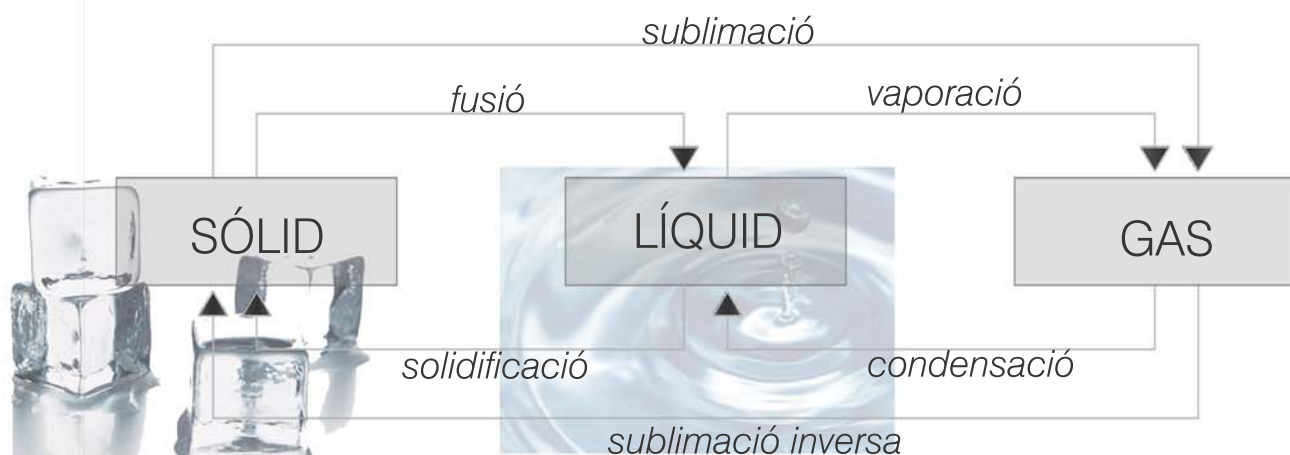 sublimació
fusió
vaporació
SÓLID
LÍQUID
GAS
solidificació
condensació
sublimació inversa